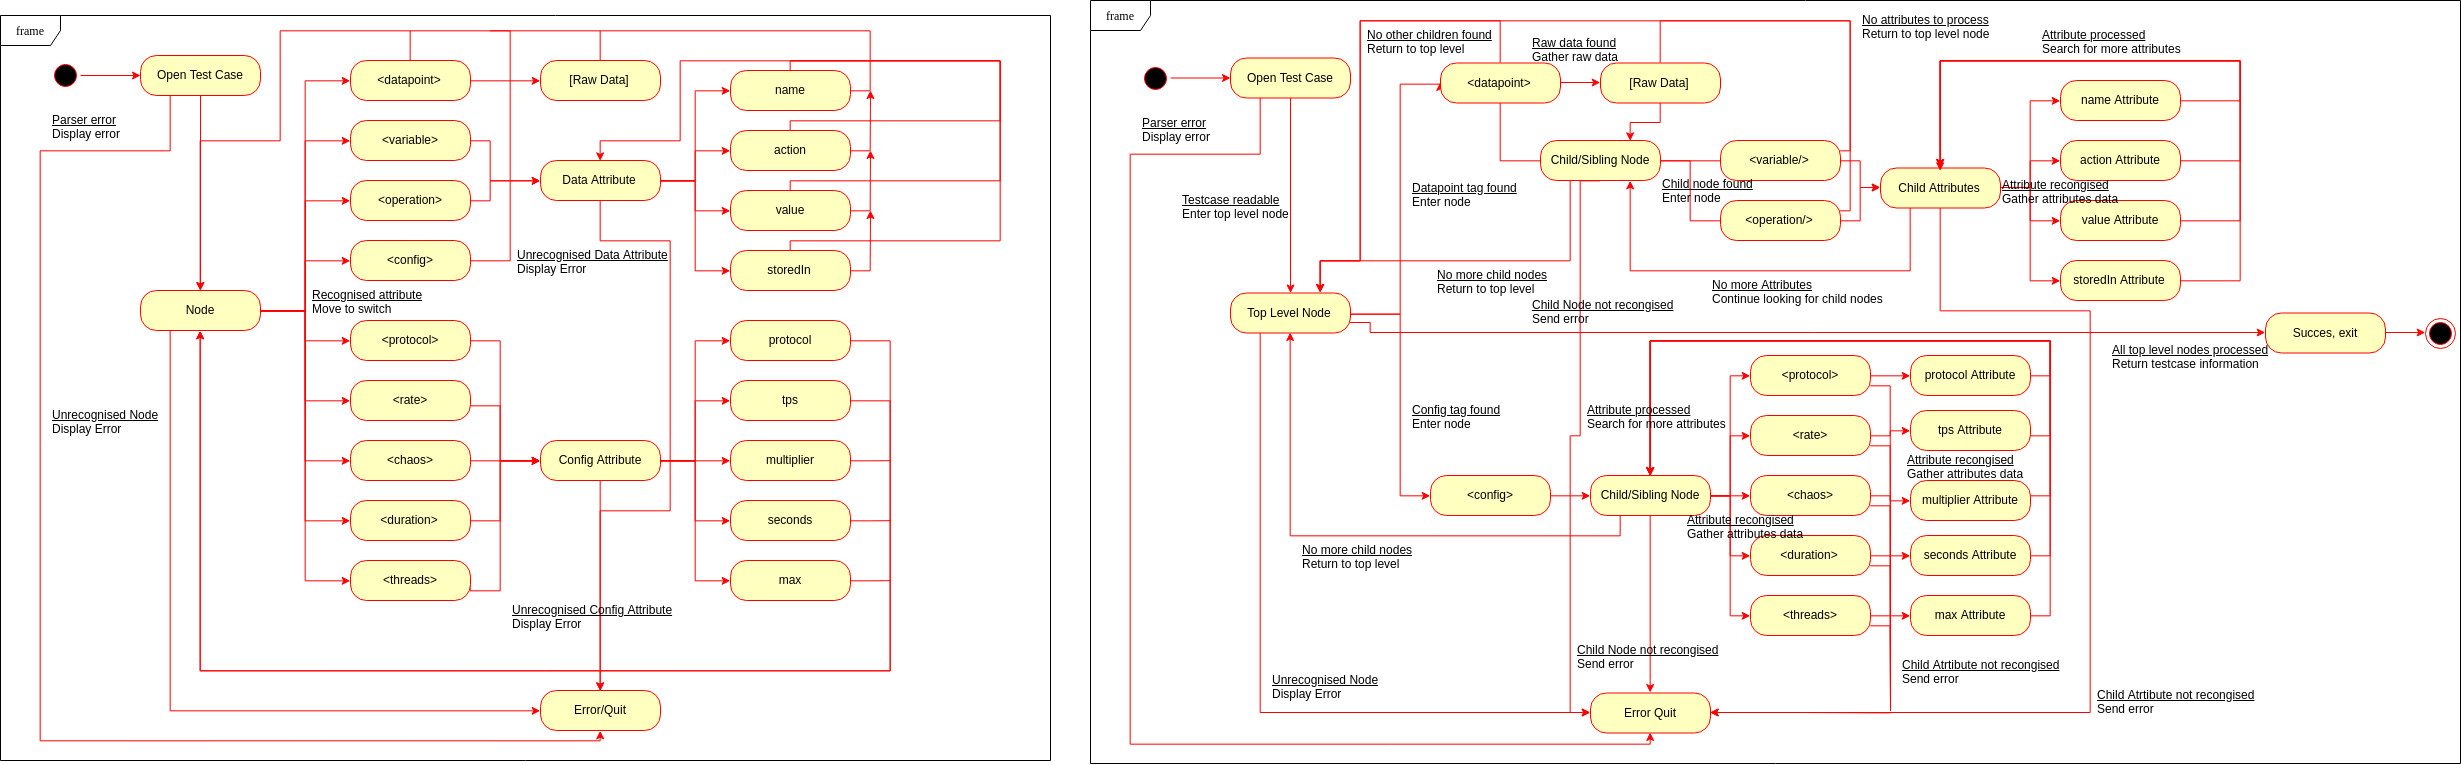 frame
Open Test Case
Parser error
Display error
<datapoint>
[Raw Data]
<variable>
<operation>
<config>
Data Attribute
name
action
value
storedIn
Unrecognised Data Attribute
Display Error
Node
Recognised attribute
Move to switch
<protocol>
<rate>
<chaos>
<duration>
<threads>
Config Attribute
protocol
tps
multiplier
seconds
max
Unrecognised Node
Display Error
Unrecognised Config Attribute
Display Error
Error/Quit
frame
Open Test Case
Parser error
Display error
Testcase readable
Enter top level node
No other children found
Return to top level
Raw data found
Gather raw data
<datapoint>
[Raw Data]
No attributes to process
Return to top level node
Attribute processed
Search for more attributes
Child/Sibling Node
<variable/>
Child node found
Enter node
<operation/>
Child Attributes
Attribute recongised
Gather attributes data
name Attribute
action Attribute
value Attribute
storedIn Attribute
Datapoint tag found
Enter node
No more child nodes
Return to top level
Child Node not recongised
Send error
No more Attributes
Continue looking for child nodes
Top Level Node
Succes, exit
All top level nodes processed
Return testcase information
Config tag found
Enter node
Attribute processed
Search for more attributes
<config>
Child/Sibling Node
Attribute recongised
Gather attributes data
No more child nodes
Return to top level
<protocol>
<rate>
<chaos>
<duration>
<threads>
protocol Attribute
tps Attribute
Attribute recongised
Gather attributes data
multiplier Attribute
seconds Attribute
max Attribute
Child Node not recongised
Send error
Child Atrtibute not recongised
Send error
Child Atrtibute not recongised
Send error
Unrecognised Node
Display Error
Error Quit